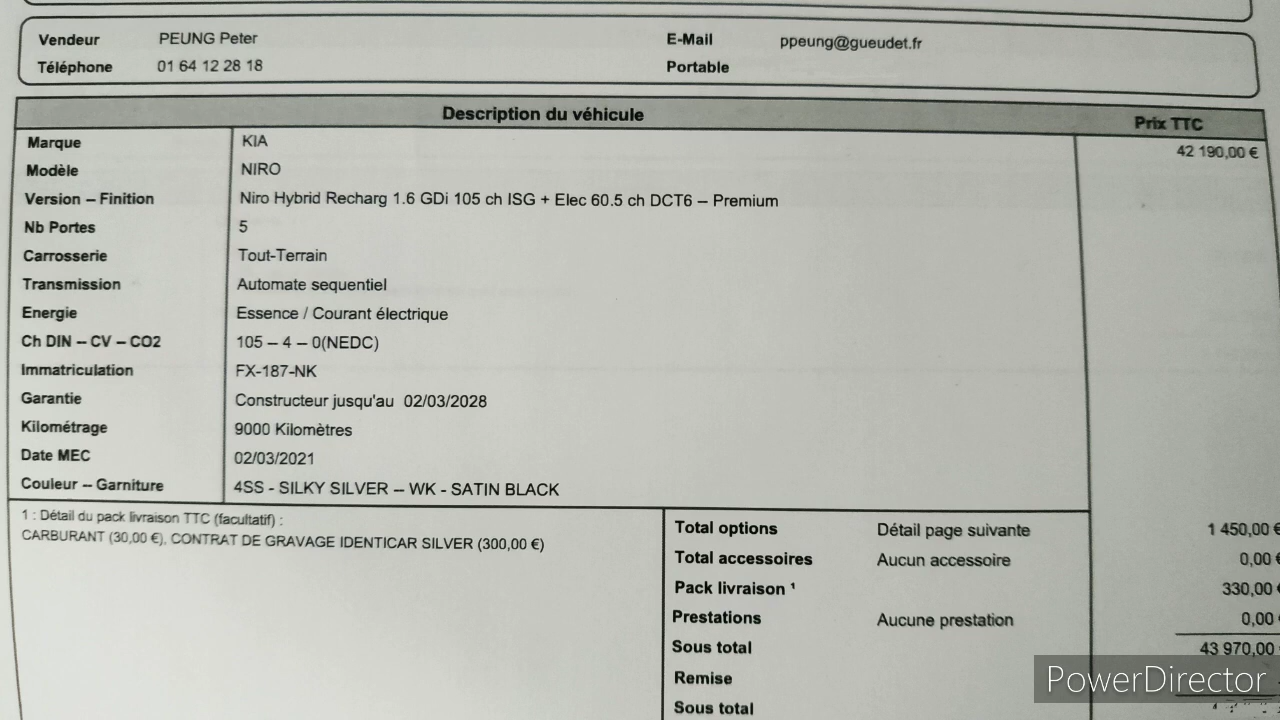 Vendeur PEUNG Peter E-Mail ppeung@gueudet.fr
Téléphone 01 64 12 28 18 Portable
Description du véhicule Prix TTC
Marque KIA 42 190,00 €
Modèle NIRO
Version – Finition Niro Hybrid Recharg 1.6 GDi 105 ch ISG + Elec 60.5 ch DCT6 – Premium
Nb Portes 5
Carrosserie Tout-Terrain
Transmission Automate sequentiel
Energie Essence / Courant électrique
Ch DIN – CV – CO2 105 – 4 – 0(NEDC)
Immatriculation FX-187-NK
Garantie Constructeur jusqu'au 02/03/2028
Kilométrage 9000 Kilomètres
Date MEC 02/03/2021
Couleur – Garniture 4SS - SILKY SILVER – WK - SATIN BLACK
1 : Détail du pack livraison TTC (facultatif) :
CARBURANT (30,00 €), CONTRAT DE GRAVAGE IDENTICAR SILVER (300,00 €)
Total options Détail page suivante 1 450,00 €
Total accessoires Aucun accessoire 0,00 €
Pack livraison ¹ 330,00 €
Prestations Aucune prestation 0,00 €
Sous total 43 970,00
Remise
Sous total
PowerDirector